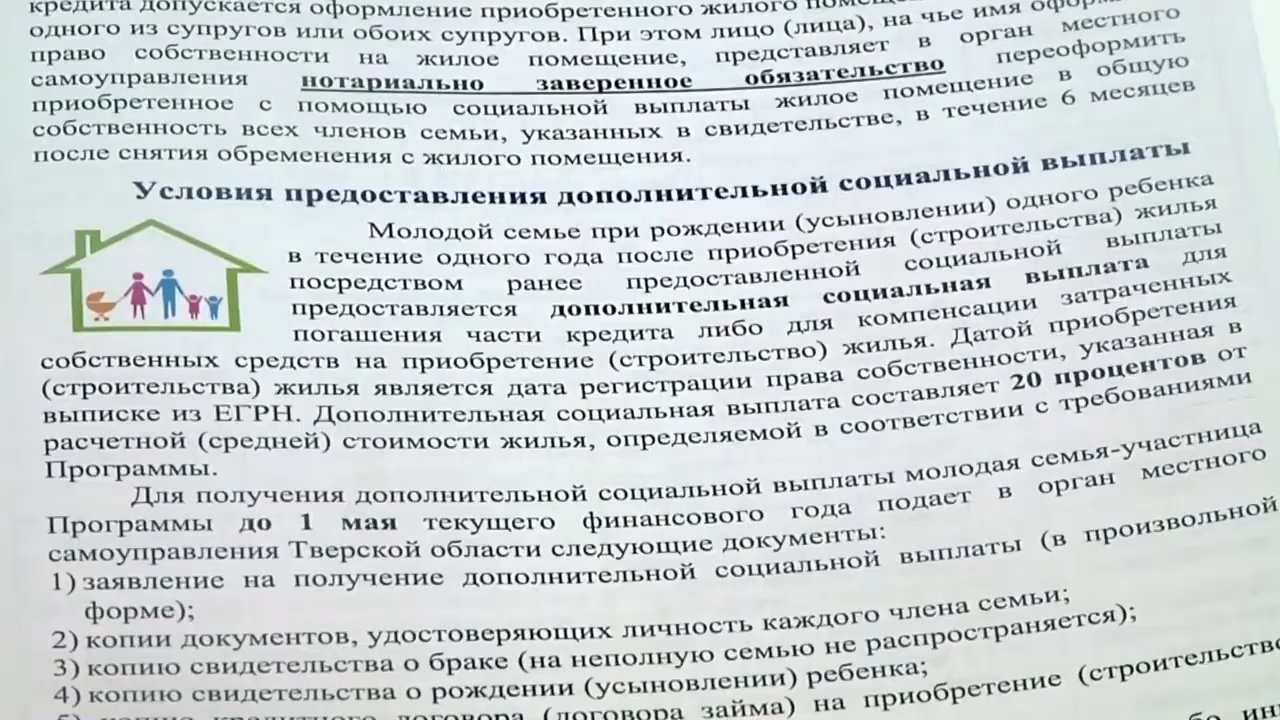 кредита допускается оформление приобретенного жилого
одного из супругов или обоих супругов. При этом лицо (лица), на чье имя
право собственности на жилое помещение, представляет в орган местного
самоуправления нотариально заверенное обязательство переоформить
приобретенное с помощью социальной выплаты жилое помещение в общую
собственность всех членов семьи, указанных в свидетельстве, в течение 6 месяцев
после снятия обременения с жилого помещения.
Условия предоставления дополнительной социальной выплаты
Молодой семье при рождении (усыновлении) одного ребенка
в течение одного года после приобретения (строительства) жилья
посредством ранее предоставленной социальной выплаты
предоставляется дополнительная социальная выплата для
погашения части кредита либо для компенсации затраченных
собственных средств на приобретение (строительство) жилья. Датой приобретения
(строительства) жилья является дата регистрации права собственности, указанная в
выписке из ЕГРН. Дополнительная социальная выплата составляет 20 процентов от
расчетной (средней) стоимости жилья, определяемой в соответствии с требованиями
Программы.
Для получения дополнительной социальной выплаты молодая семья-участница
Программы до 1 мая текущего финансового года подает в орган местного
самоуправления Тверской области следующие документы:
1) заявление на получение дополнительной социальной выплаты (в произвольной
форме);
2) копии документов, удостоверяющих личность каждого члена семьи;
3) копию свидетельства о браке (на неполную семью не распространяется);
4) копию свидетельства о рождении (усыновлении) ребенка;
5) копию кредитного договора (договора займа) на приобретение